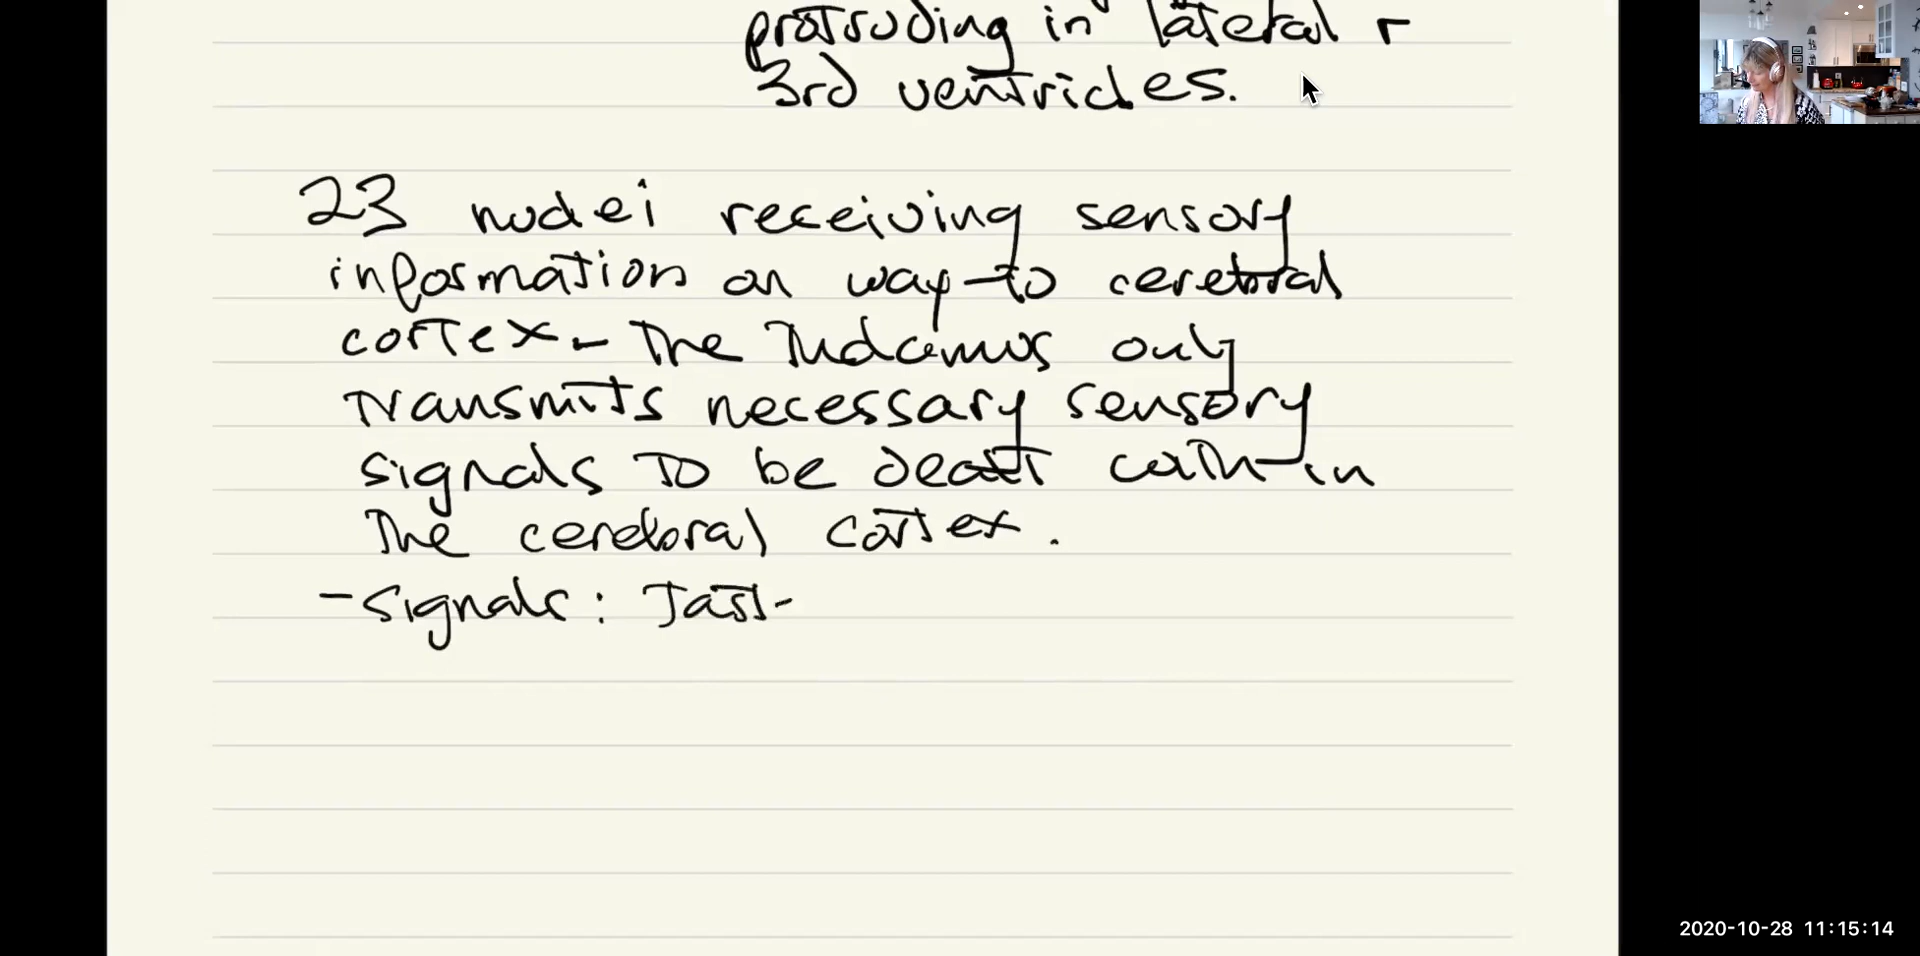 protruding in lateral +
3rd ventricles.
23 nuclei receiving sensory
information on way to cerebral
cortex - The Thalamus only
transmits necessary sensory
signals to be dealt with in
the cerebral cortex.
- signals: Tast
2020-10-28 11:15:14